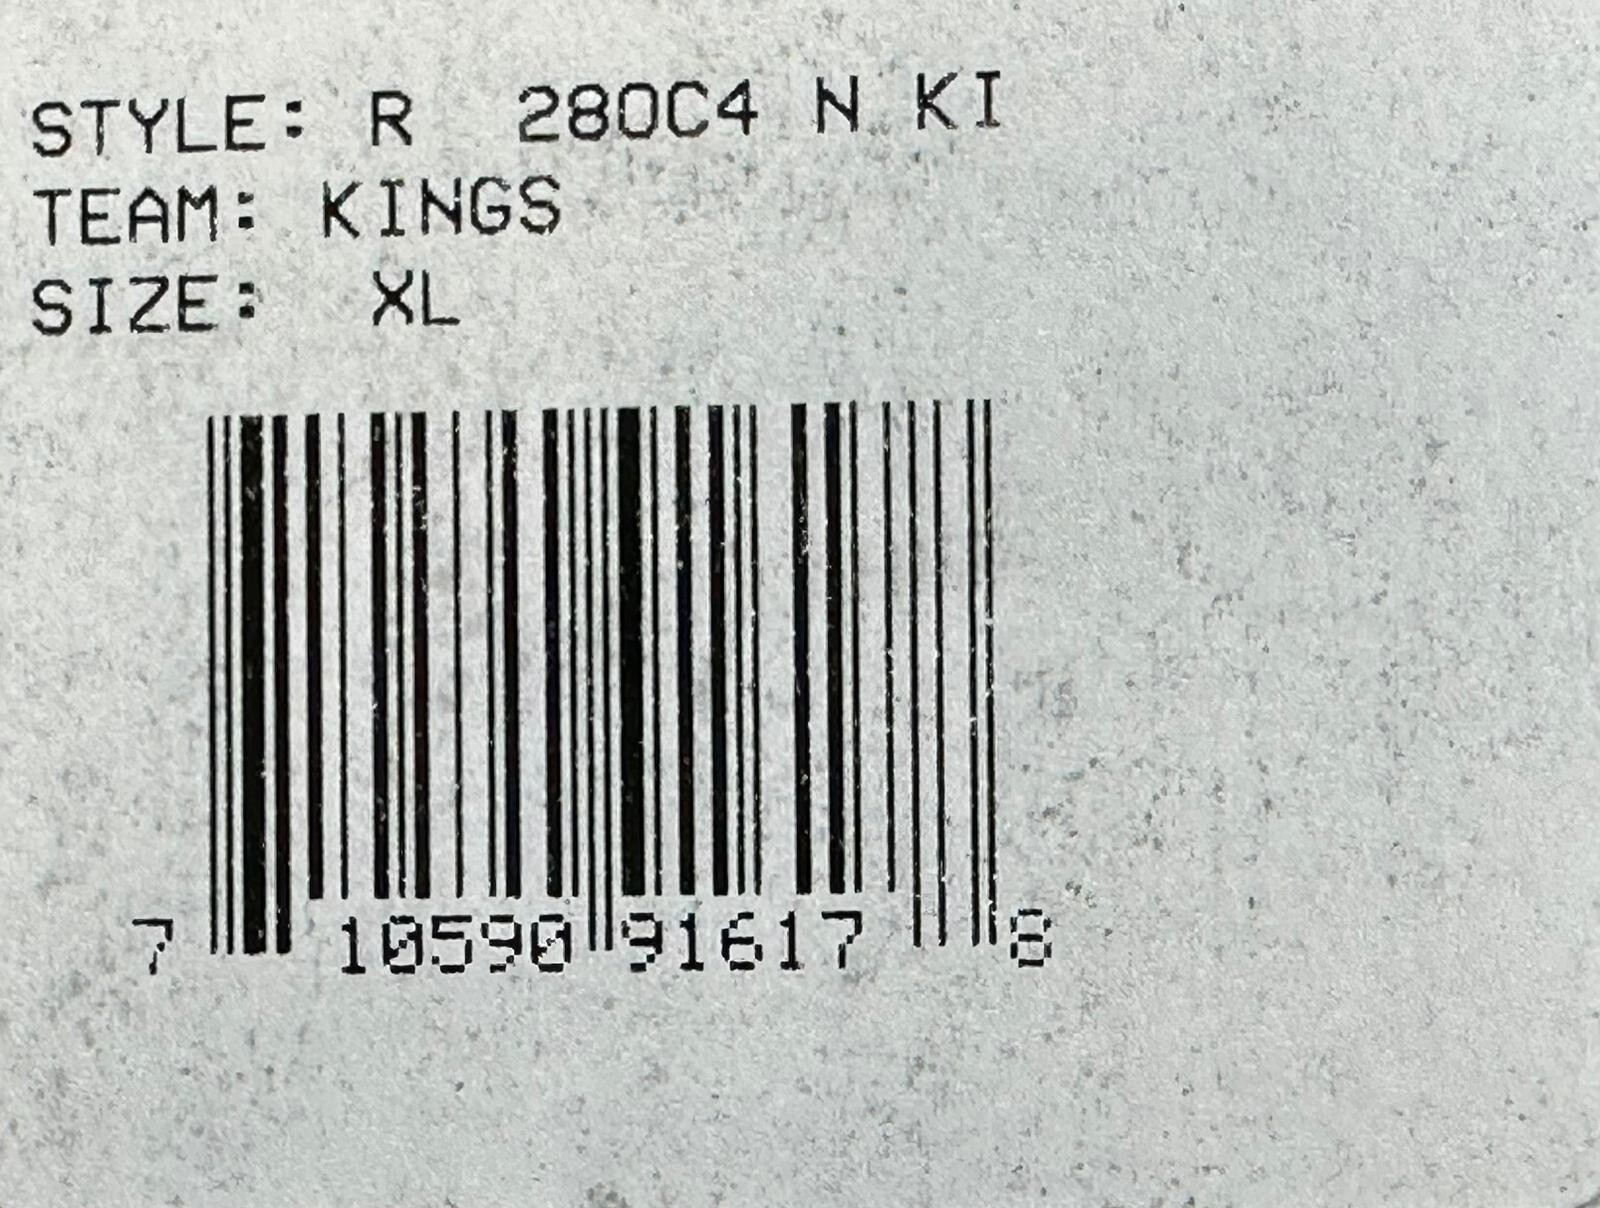 STYLE: R 280C4 N KI
TEAM: KINGS
SIZE: XL
7 10590 91617 8